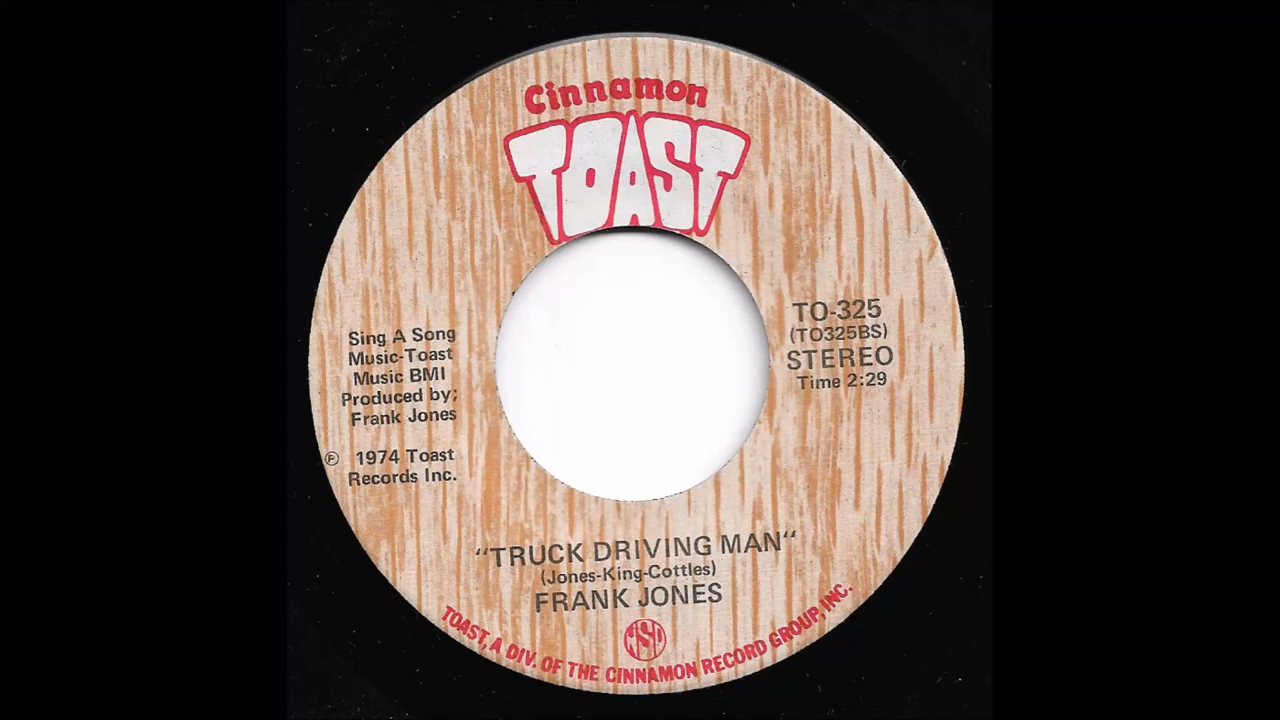 Cinnamon
TOAST
TO-325
(TO325BS)
STEREO
Time 2:29
Sing A Song
Music-Toast
Music BMI
Produced by;
Frank Jones
℗ 1974 Toast
Records Inc.
"TRUCK DRIVING MAN"
(Jones-King-Cottles)
FRANK JONES
TOAST, A DIV. OF THE CINNAMON RECORD GROUP, INC.